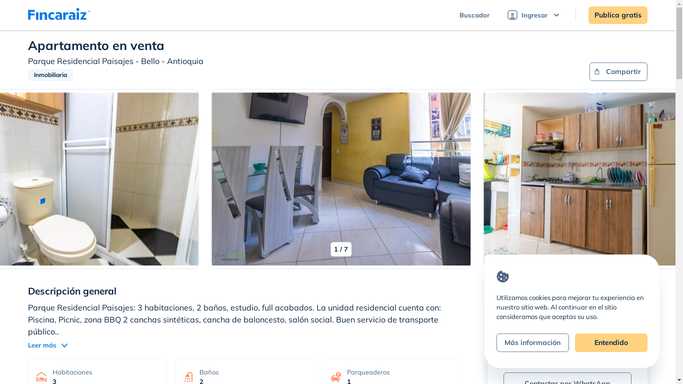 Fincaraiz
Buscador
Ingresar
Publica gratis
Apartamento en venta
Parque Residencial Paisajes - Bello - Antioquia
Inmobiliaria
Compartir
1 / 7
Descripción general
Parque Residencial Paisajes: 3 habitaciones, 2 baños, estudio, full acabados. La unidad residencial cuenta con:
Piscina, Picnic, zona BBQ 2 canchas sintéticas, cancha de baloncesto, salón social. Buen servicio de transporte
público..
Leer más
Habitaciones
3
Baños
2
Parqueaderos
1
Utilizamos cookies para mejorar tu experiencia en
nuestro sitio web. Al continuar en el sitio
consideramos que aceptas su uso.
Más información
Entendido
Contactar por WhatsApp